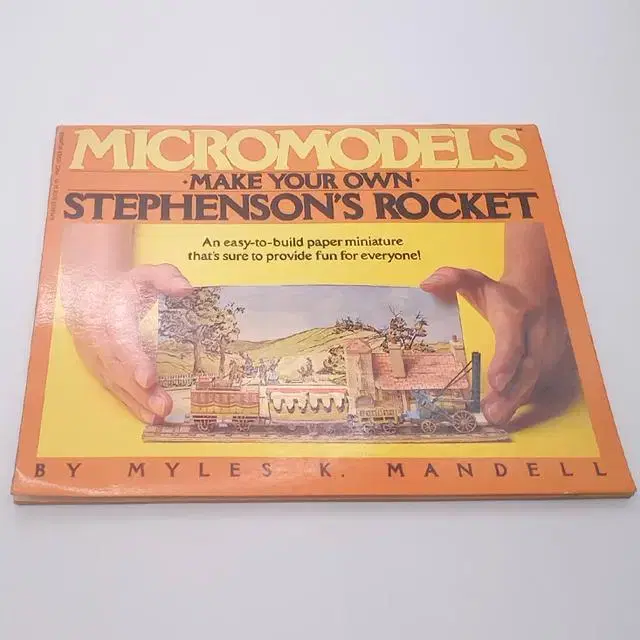 MICROMODELS™
·MAKE YOUR OWN·
STEPHENSON'S ROCKET
An easy-to-build paper miniature
that's sure to provide fun for everyone!
BY MYLES K. MANDELL